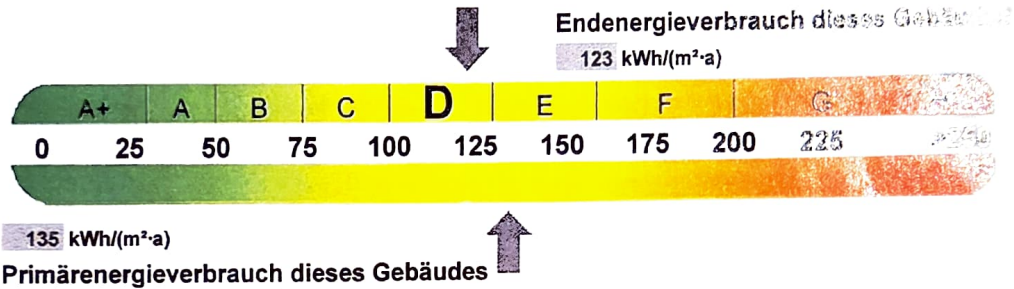 Endenergieverbrauch dieses
123 kWh/(m²·a)
A+ A B C D E F G
0 25 50 75 100 125 150 175 200 225
135 kWh/(m²·a)
Primärenergieverbrauch dieses Gebäudes